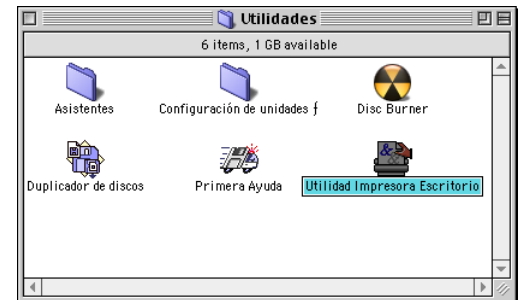 Utilidades
6 items, 1 GB available
Asistentes
Configuración de unidades ƒ
Disc Burner
Duplicador de discos
Primera Ayuda
Utilidad Impresora Escritorio